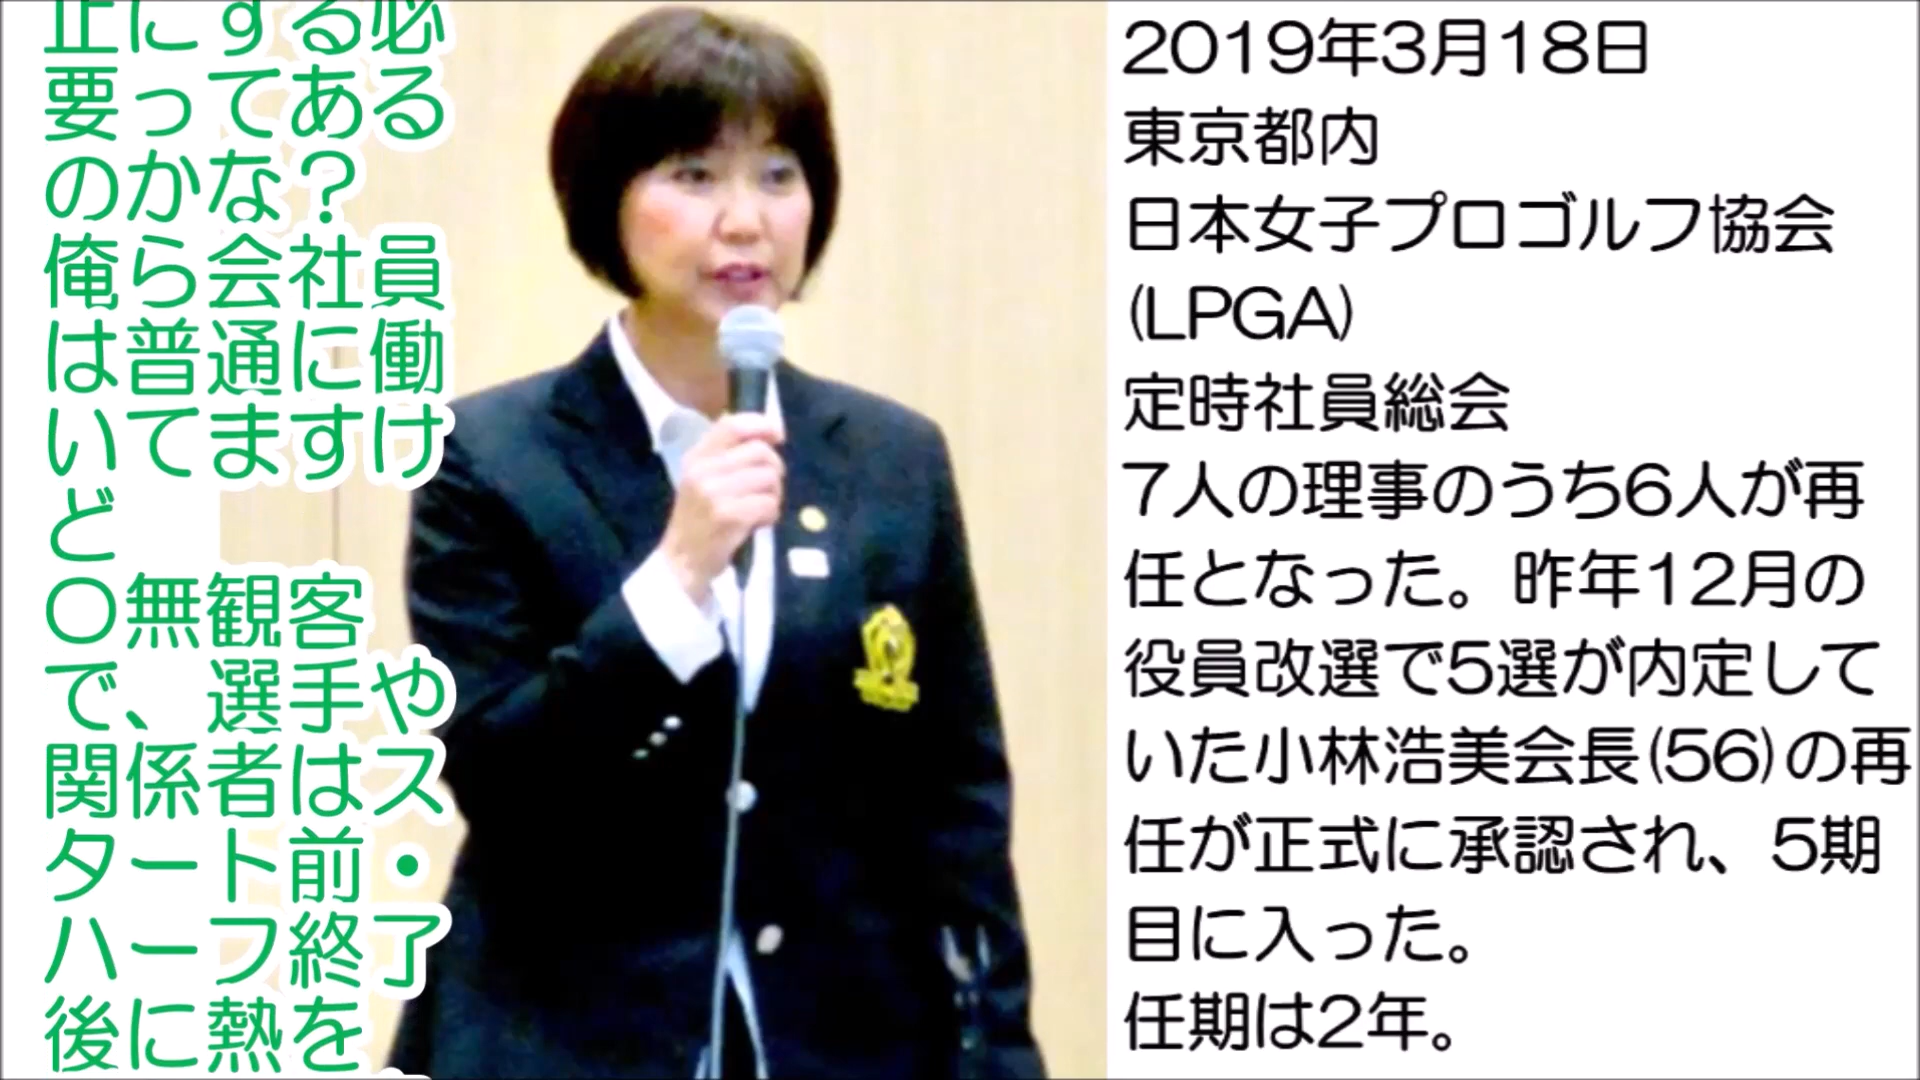 止にする必
要ってある
のかな？
俺ら会社員
は普通に働
いてますけ
ど
〇無観客
で、選手や
関係者はス
タート前・
ハーフ終了
後に熱を
2019年3月18日
東京都内
日本女子プロゴルフ協会
(LPGA)
定時社員総会
7人の理事のうち6人が再
任となった。昨年12月の
役員改選で5選が内定して
いた小林浩美会長(56)の再
任が正式に承認され、5期
目に入った。
任期は2年。